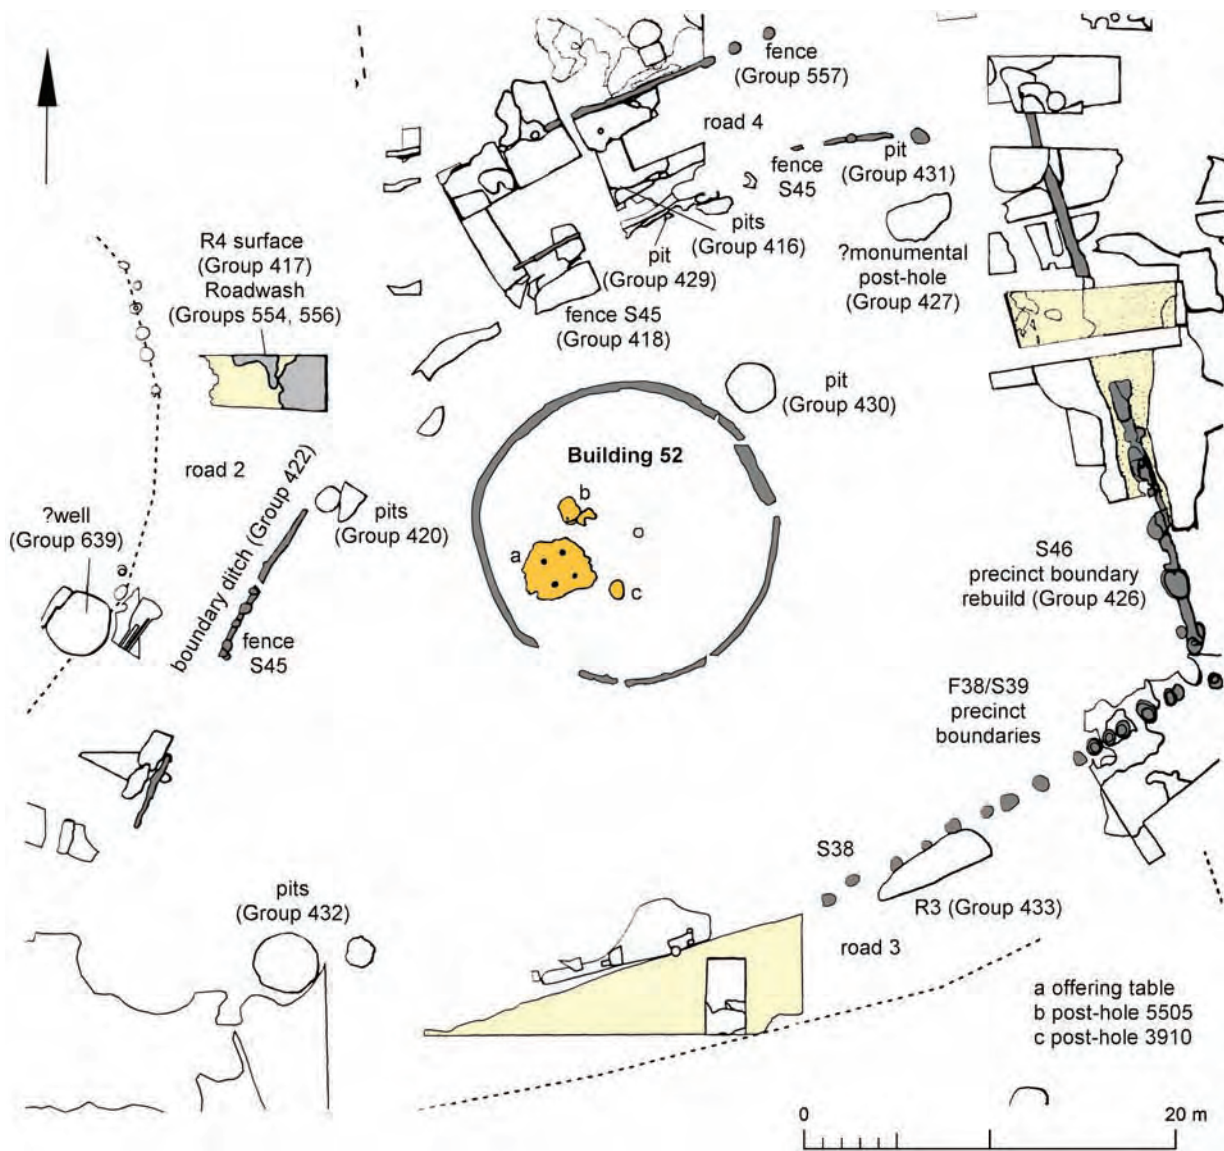 fence
(Group 557)
road 4
fence
S45
pit
(Group 431)
pits
(Group 416)
pit
(Group 429)
?monumental
post-hole
(Group 427)
fence S45
(Group 418)
R4 surface
(Group 417)
Roadwash
(Groups 554, 556)
pit
(Group 430)
Building 52
road 2
boundary ditch (Group 422)
pits
(Group 420)
?well
(Group 639)
a
b
a
c
fence
S45
S46
precinct boundary
rebuild (Group 426)
F38/S39
precinct
boundaries
S38
R3 (Group 433)
pits
(Group 432)
road 3
a offering table
b post-hole 5505
c post-hole 3910
0
20 m